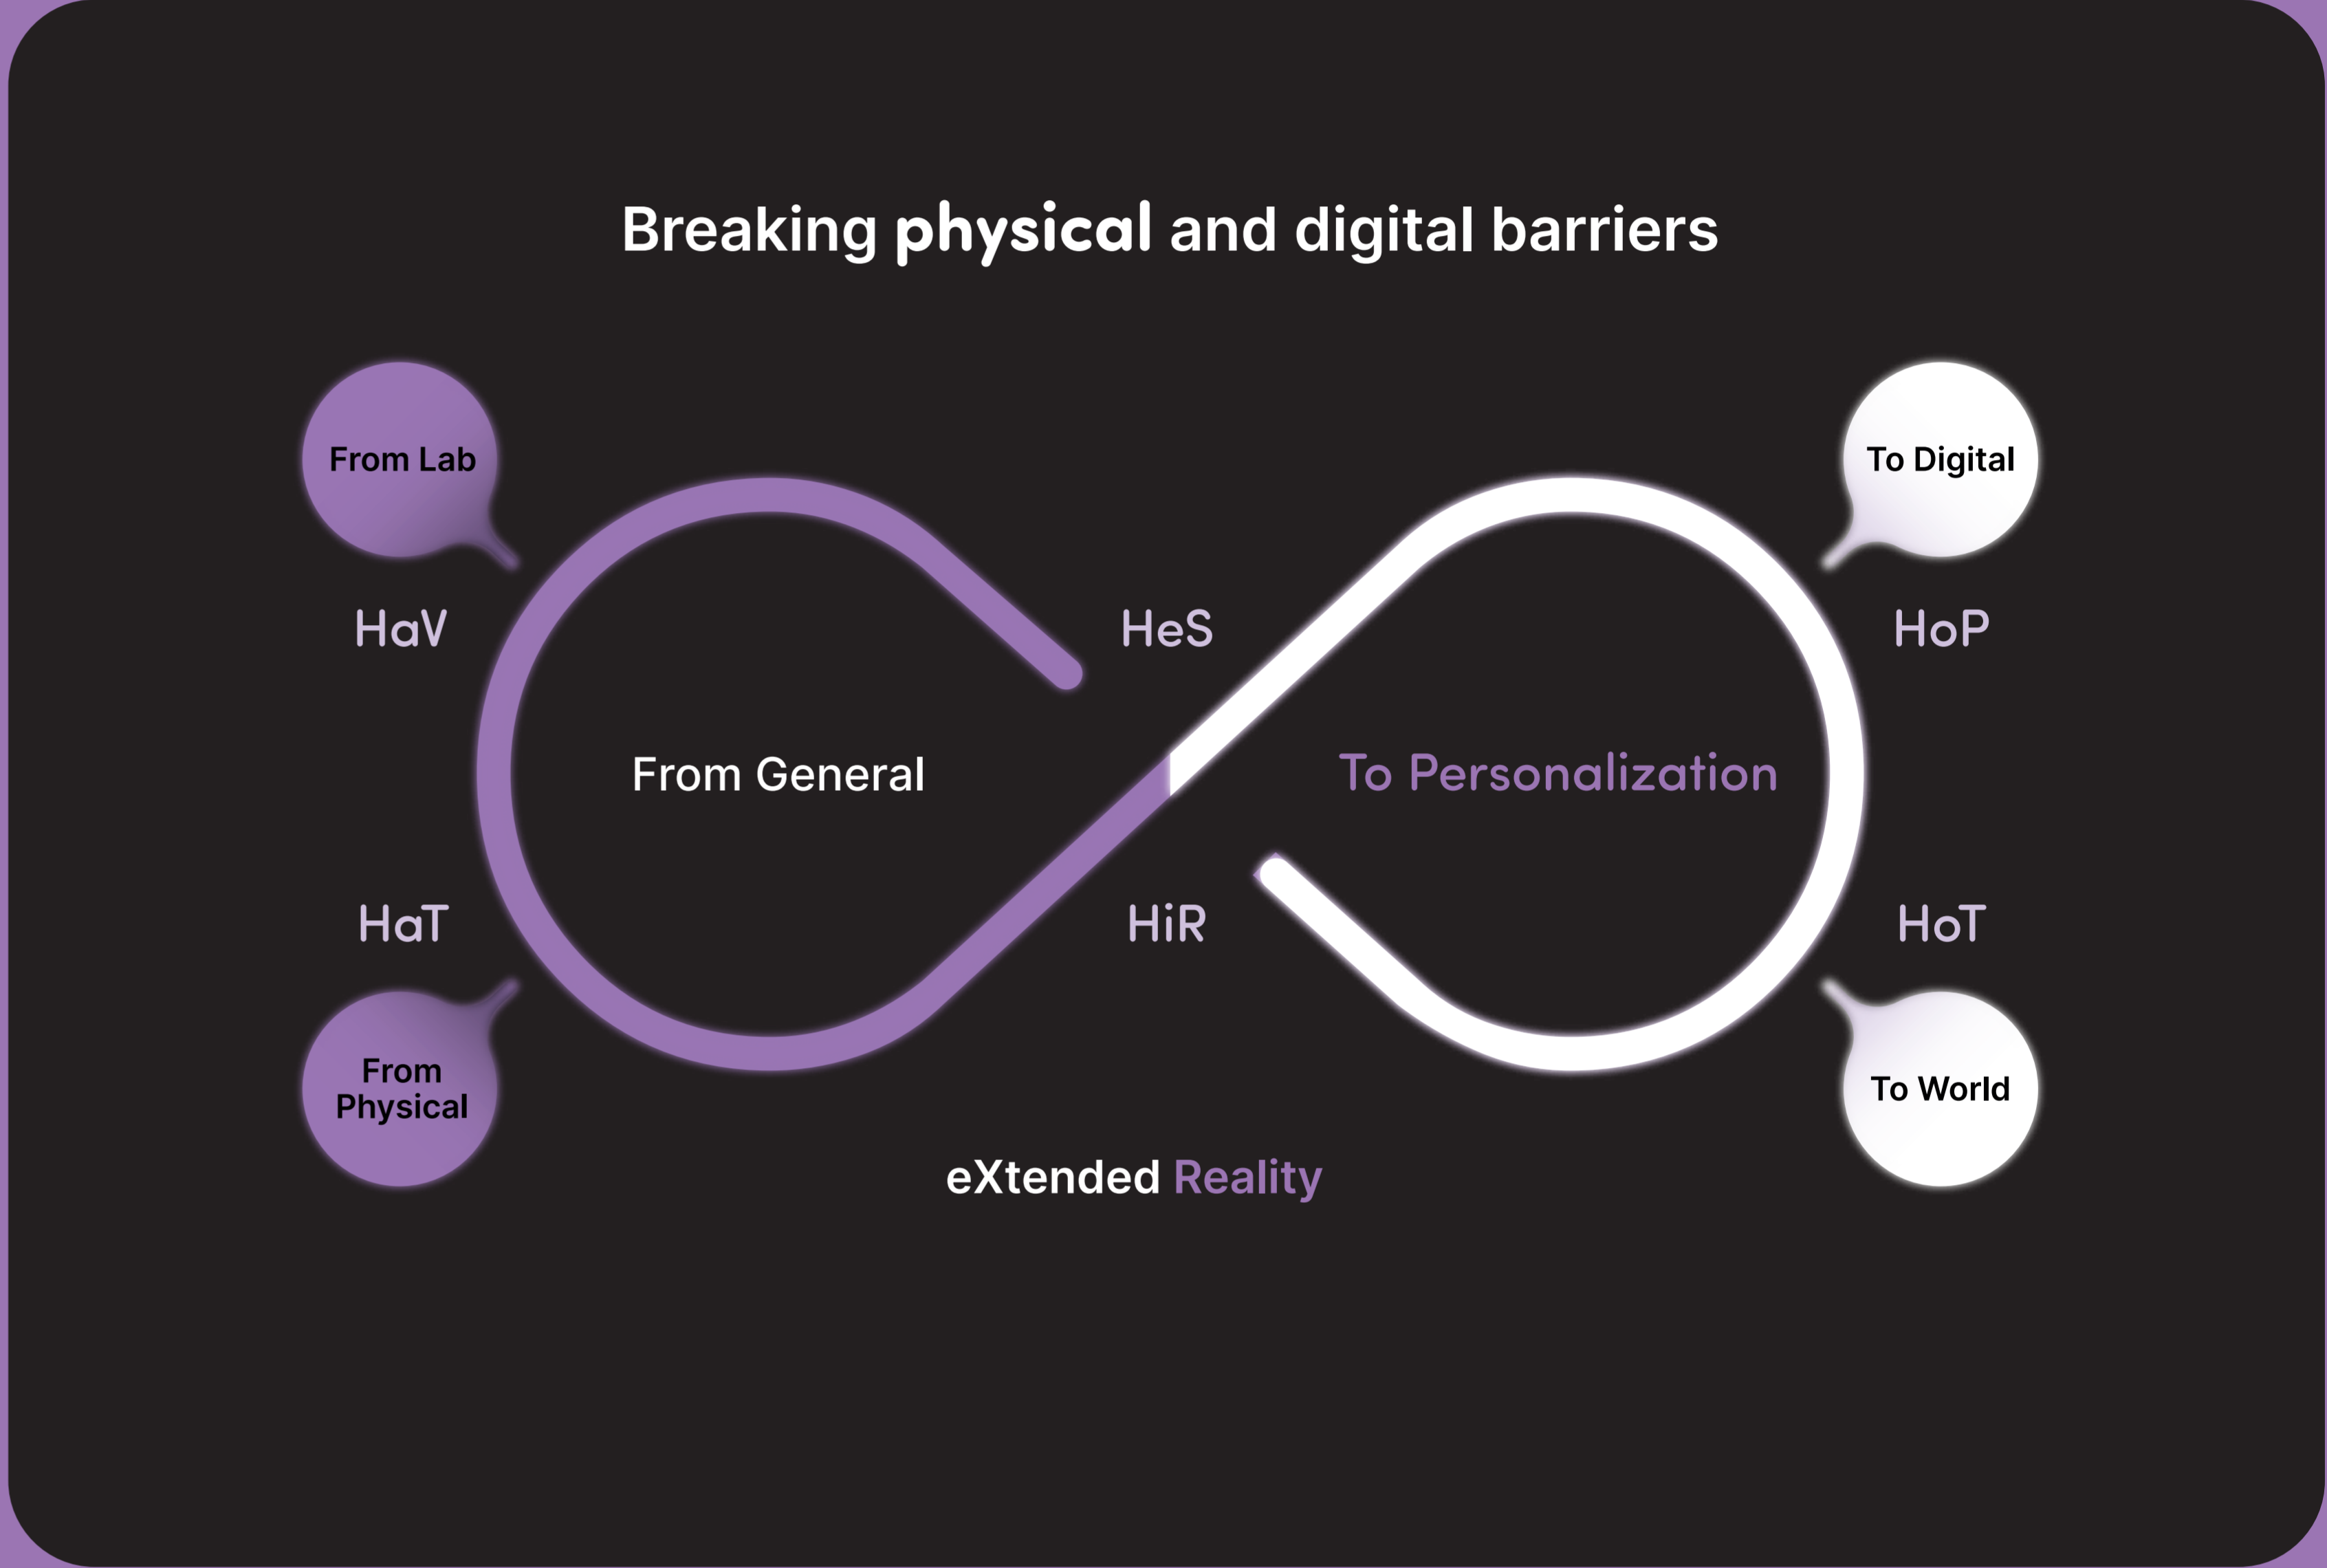 Breaking physical and digital barriers
From Lab
To Digital
HaV
HeS
HoP
From General
To Personalization
HaT
HiR
HoT
From
Physical
To World
eXtended Reality